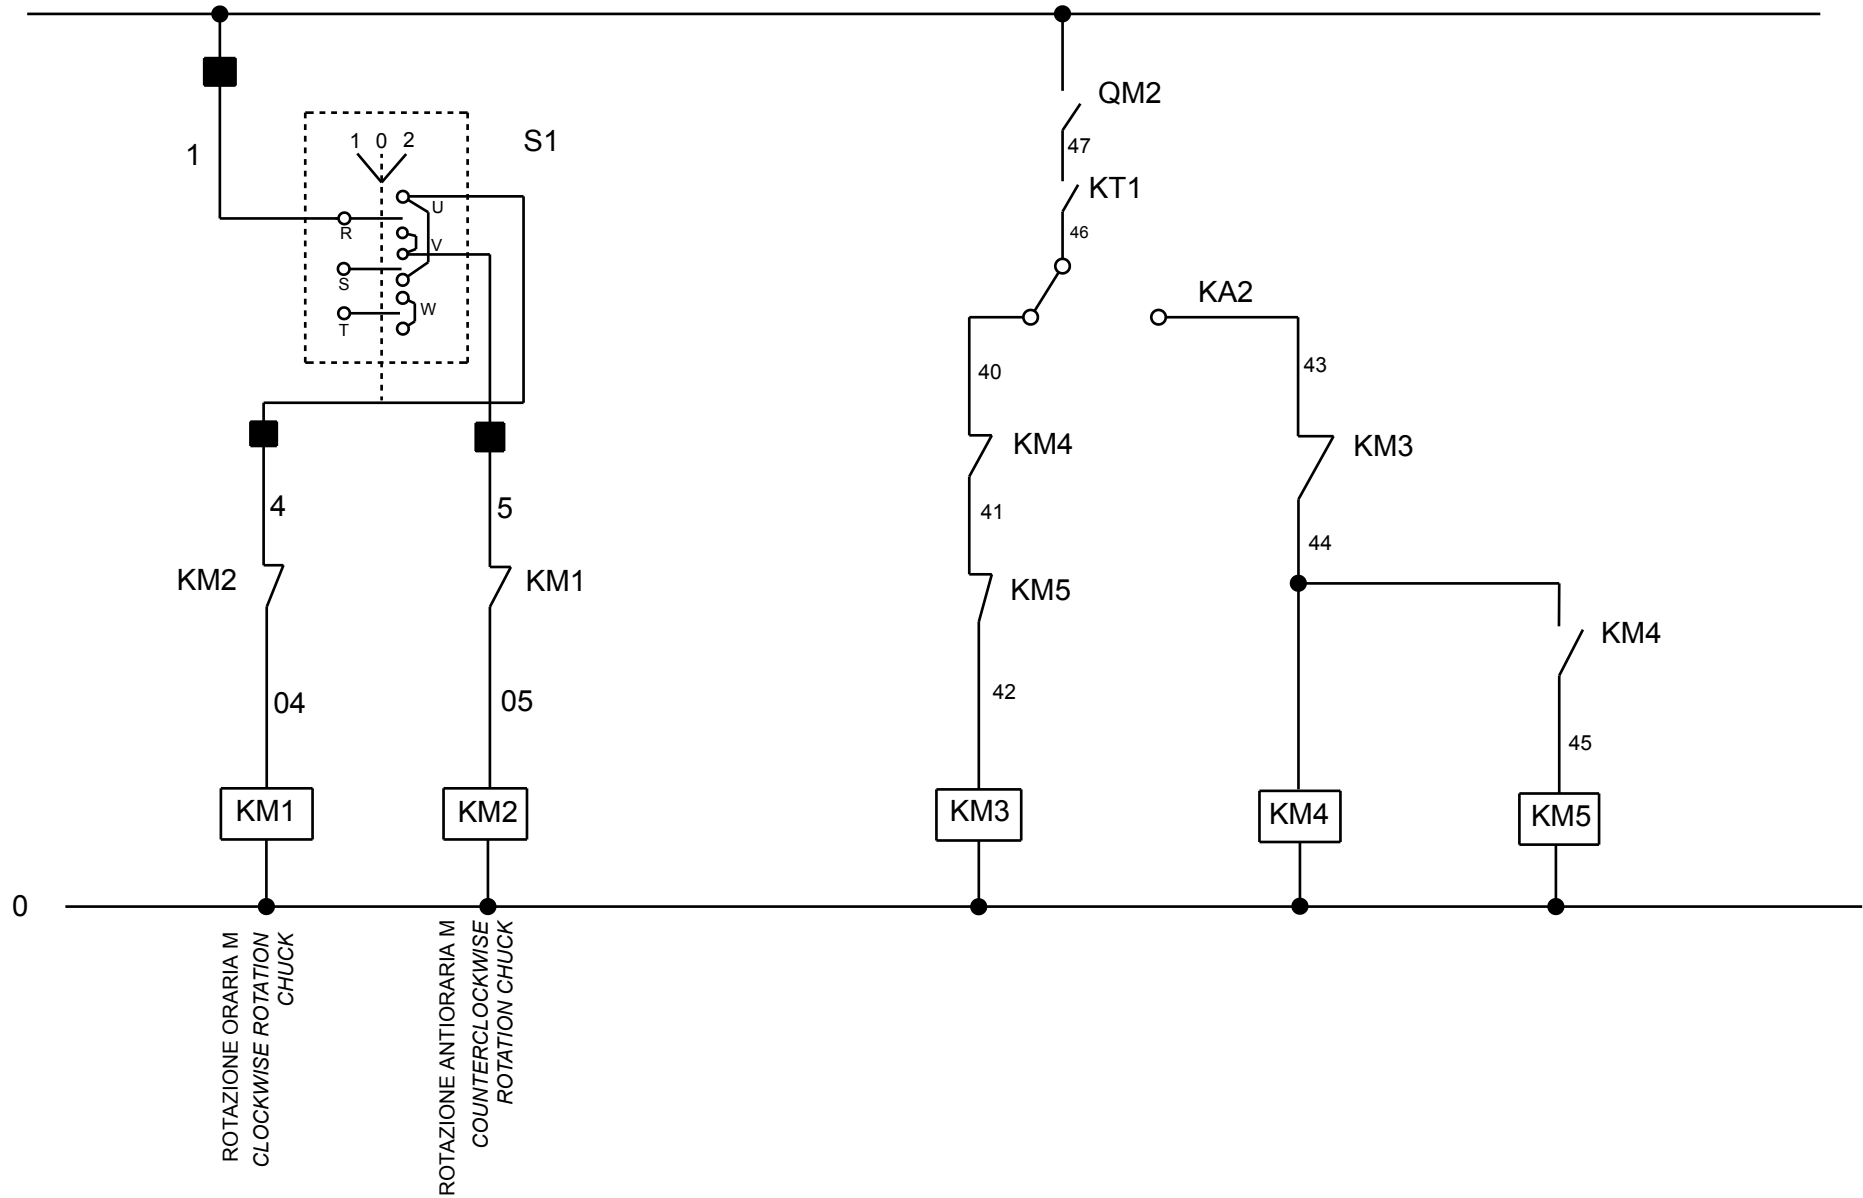 QM2
1 0 2
S1
47
1
KT1
U
R
46
V
S
KA2
W
T
43
40
KM4
KM3
4
5
41
44
KM2
KM1
KM5
KM4
42
04
05
45
KM1
KM2
KM3
KM4
KM5
0
ROTAZIONE ORARIA M
CLOCKWISE ROTATION
CHUCK
ROTAZIONE ANTIORARIA M
COUNTERCLOCKWISE
ROTATION CHUCK